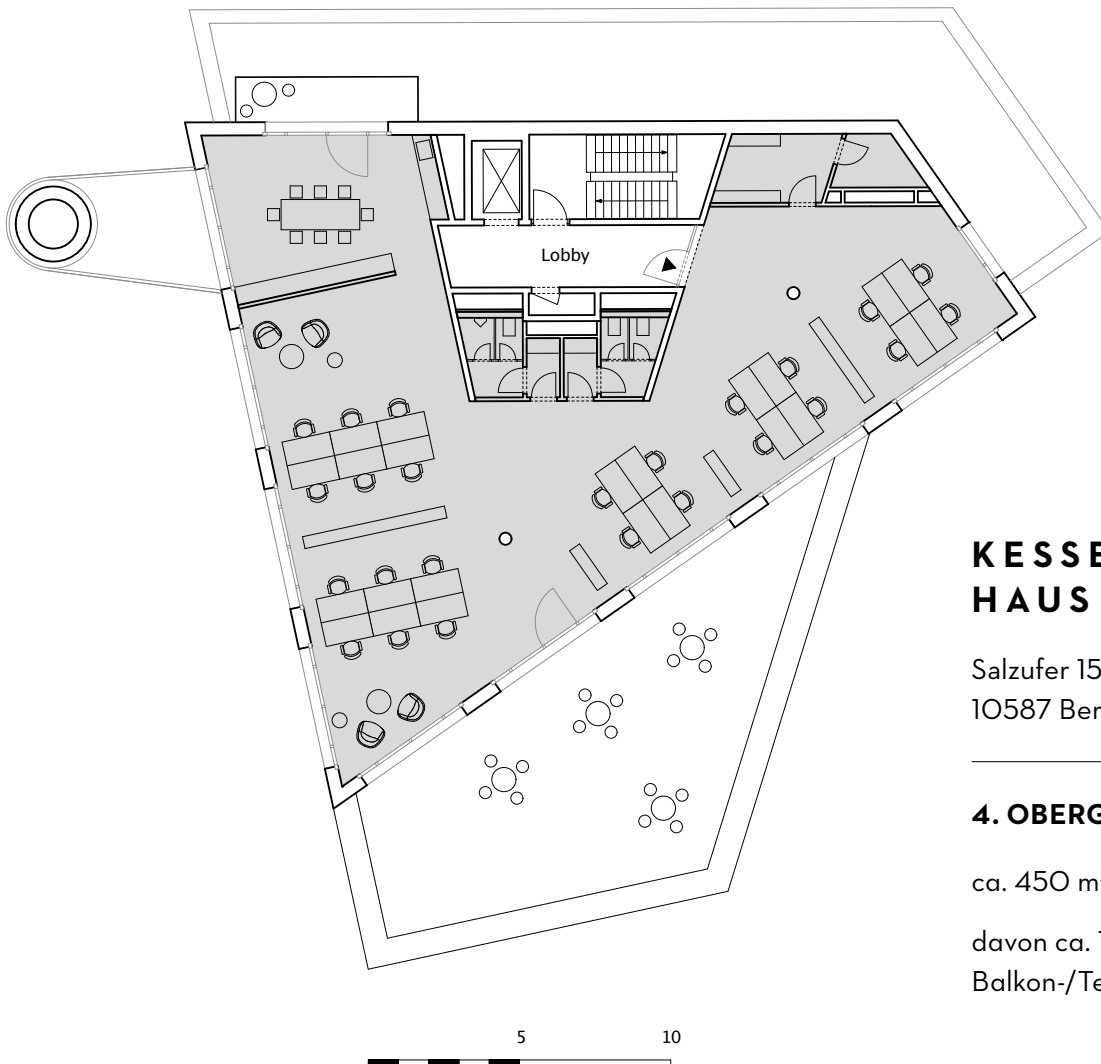 Lobby
KESSE
HAUS
Salzufer 15
10587 Ber
4. OBERG
ca. 450 m
davon ca.
Balkon-/Te
5 10